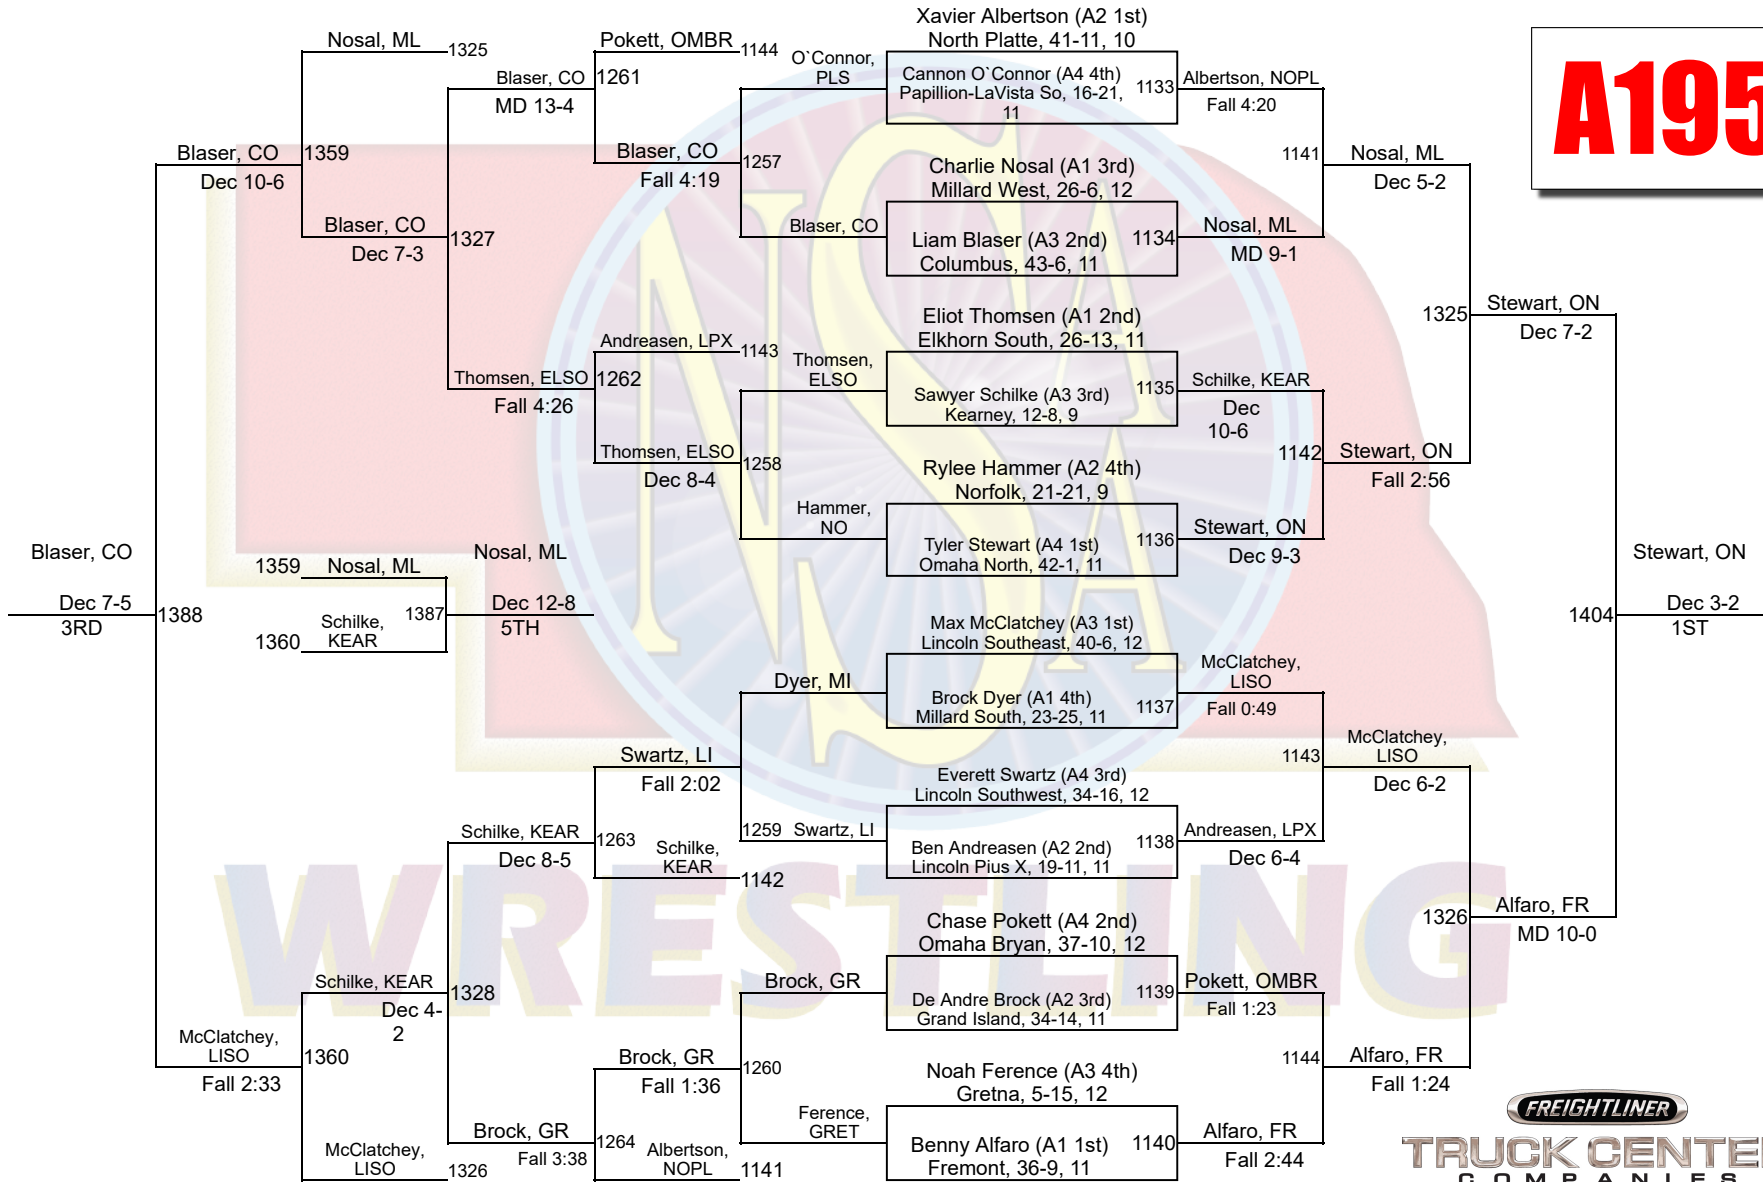 A195
Xavier Albertson (A2 1st)
North Platte, 41-11, 10
Cannon O`Connor (A4 4th)
Papillion-LaVista So, 16-21,
11
1133
Charlie Nosal (A1 3rd)
Millard West, 26-6, 12
Liam Blaser (A3 2nd)
Columbus, 43-6, 11
1134
Eliot Thomsen (A1 2nd)
Elkhorn South, 26-13, 11
Sawyer Schilke (A3 3rd)
Kearney, 12-8, 9
1135
Rylee Hammer (A2 4th)
Norfolk, 21-21, 9
Tyler Stewart (A4 1st)
Omaha North, 42-1, 11
1136
Max McClatchey (A3 1st)
Lincoln Southeast, 40-6, 12
Brock Dyer (A1 4th)
Millard South, 23-25, 11
1137
Everett Swartz (A4 3rd)
Lincoln Southwest, 34-16, 12
Ben Andreasen (A2 2nd)
Lincoln Pius X, 19-11, 11
1138
Chase Pokett (A4 2nd)
Omaha Bryan, 37-10, 12
De Andre Brock (A2 3rd)
Grand Island, 34-14, 11
1139
Noah Ference (A3 4th)
Gretna, 5-15, 12
Benny Alfaro (A1 1st)
Fremont, 36-9, 11
1140
Albertson, NOPL
Fall 4:20
1141
Nosal, ML
MD 9-1
Schilke, KEAR
Dec
10-6
1142
Stewart, ON
Dec 9-3
McClatchey,
LISO
Fall 0:49
1143
Andreasen, LPX
Dec 6-4
Pokett, OMBR
Fall 1:23
1144
Alfaro, FR
Fall 2:44
Nosal, ML
Dec 5-2
1325
Stewart, ON
Fall 2:56
McClatchey,
LISO
Dec 6-2
1326
Alfaro, FR
Fall 1:24
Stewart, ON
Dec 7-2
1404
Alfaro, FR
MD 10-0
Stewart, ON
Dec 3-2
1ST
O`Connor,
PLS
1257
Blaser, CO
Thomsen,
ELSO
1258
Hammer,
NO
Dyer, MI
1259
Swartz, LI
Brock, GR
1260
Ference,
GRET
Pokett, OMBR
1144
1261
Blaser, CO
Fall 4:19
Andreasen, LPX
1143
1262
Thomsen, ELSO
Dec 8-4
Swartz, LI
Fall 2:02
1263
Schilke,
KEAR
1142
Brock, GR
Fall 1:36
1264
Albertson,
NOPL
1141
Blaser, CO
MD 13-4
1327
Thomsen, ELSO
Fall 4:26
Schilke, KEAR
Dec 8-5
1328
Brock, GR
Fall 3:38
Nosal, ML
1325
1359
Blaser, CO
Dec 7-3
Schilke, KEAR
Dec 4-
2
1360
McClatchey,
LISO
1326
Blaser, CO
Dec 10-6
1388
McClatchey,
LISO
Fall 2:33
Blaser, CO
Dec 7-5
3RD
1359
Nosal, ML
1387
1360
Schilke,
KEAR
Nosal, ML
Dec 12-8
5TH
NSAA
WRESTLING
FREIGHTLINER
TRUCK CENTE
COMPANIES